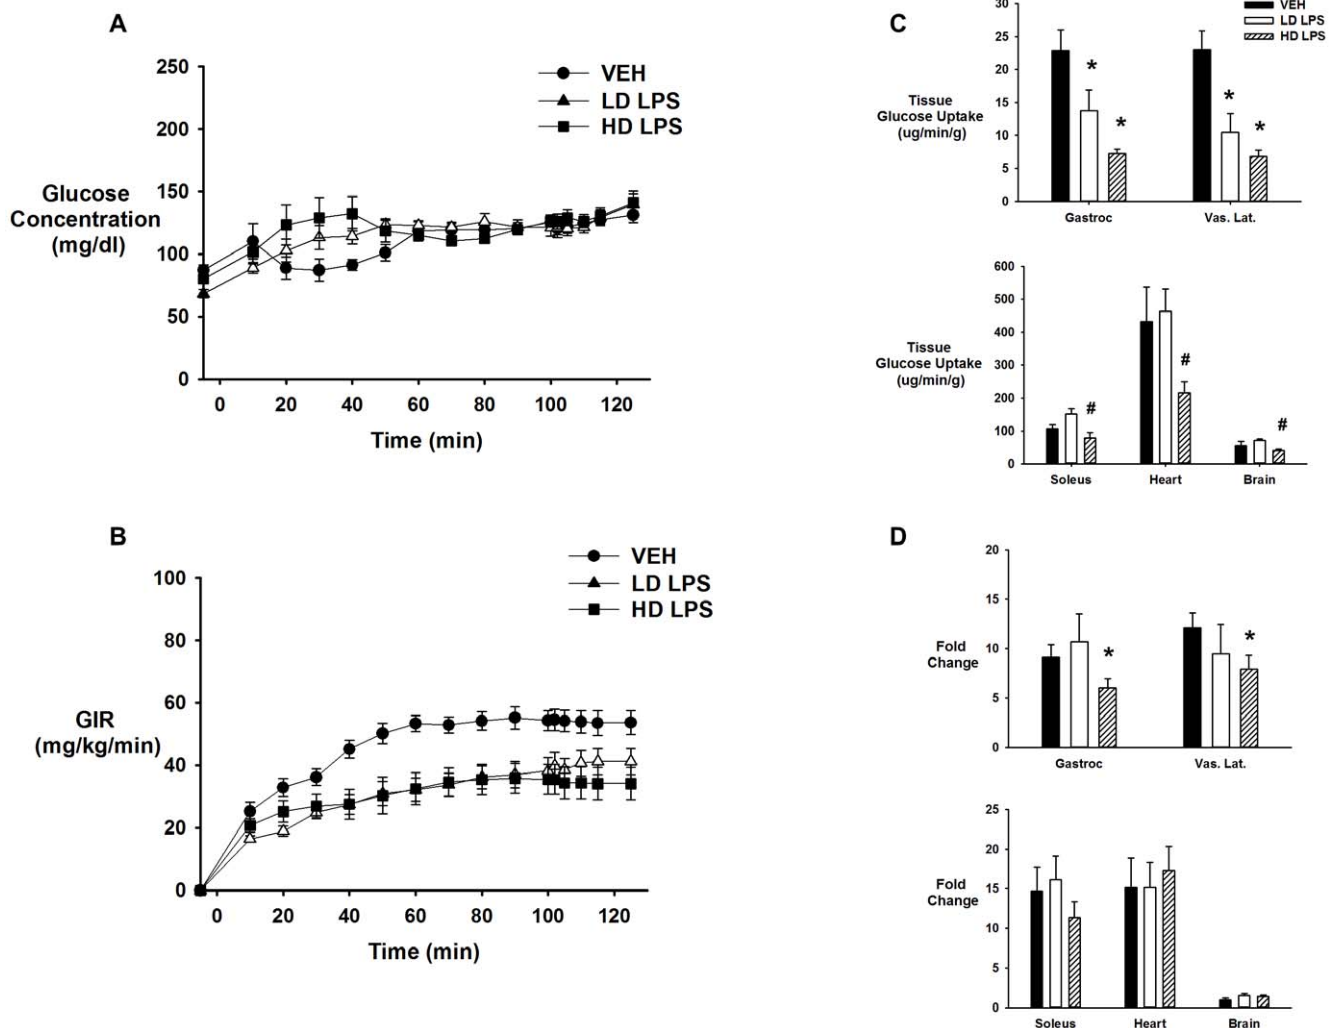 A
250
200
150
100
50
0
Glucose
Concentration
(mg/dl)
VEH
LD LPS
HD LPS
0 20 40 60 80 100 120
Time (min)
B
100
80
60
40
20
0
GIR
(mg/kg/min)
VEH
LD LPS
HD LPS
0 20 40 60 80 100 120
Time (min)
C
VEH
LD LPS
HD LPS
30
25
20
15
10
5
0
Tissue
Glucose Uptake
(ug/min/g)
* * * *
Gastroc Vas. Lat.
600
500
400
300
200
100
0
Tissue
Glucose Uptake
(ug/min/g)
# # #
Soleus Heart Brain
D
20
15
10
5
0
Fold
Change
* *
Gastroc Vas. Lat.
25
20
15
10
5
0
Fold
Change
Soleus Heart Brain